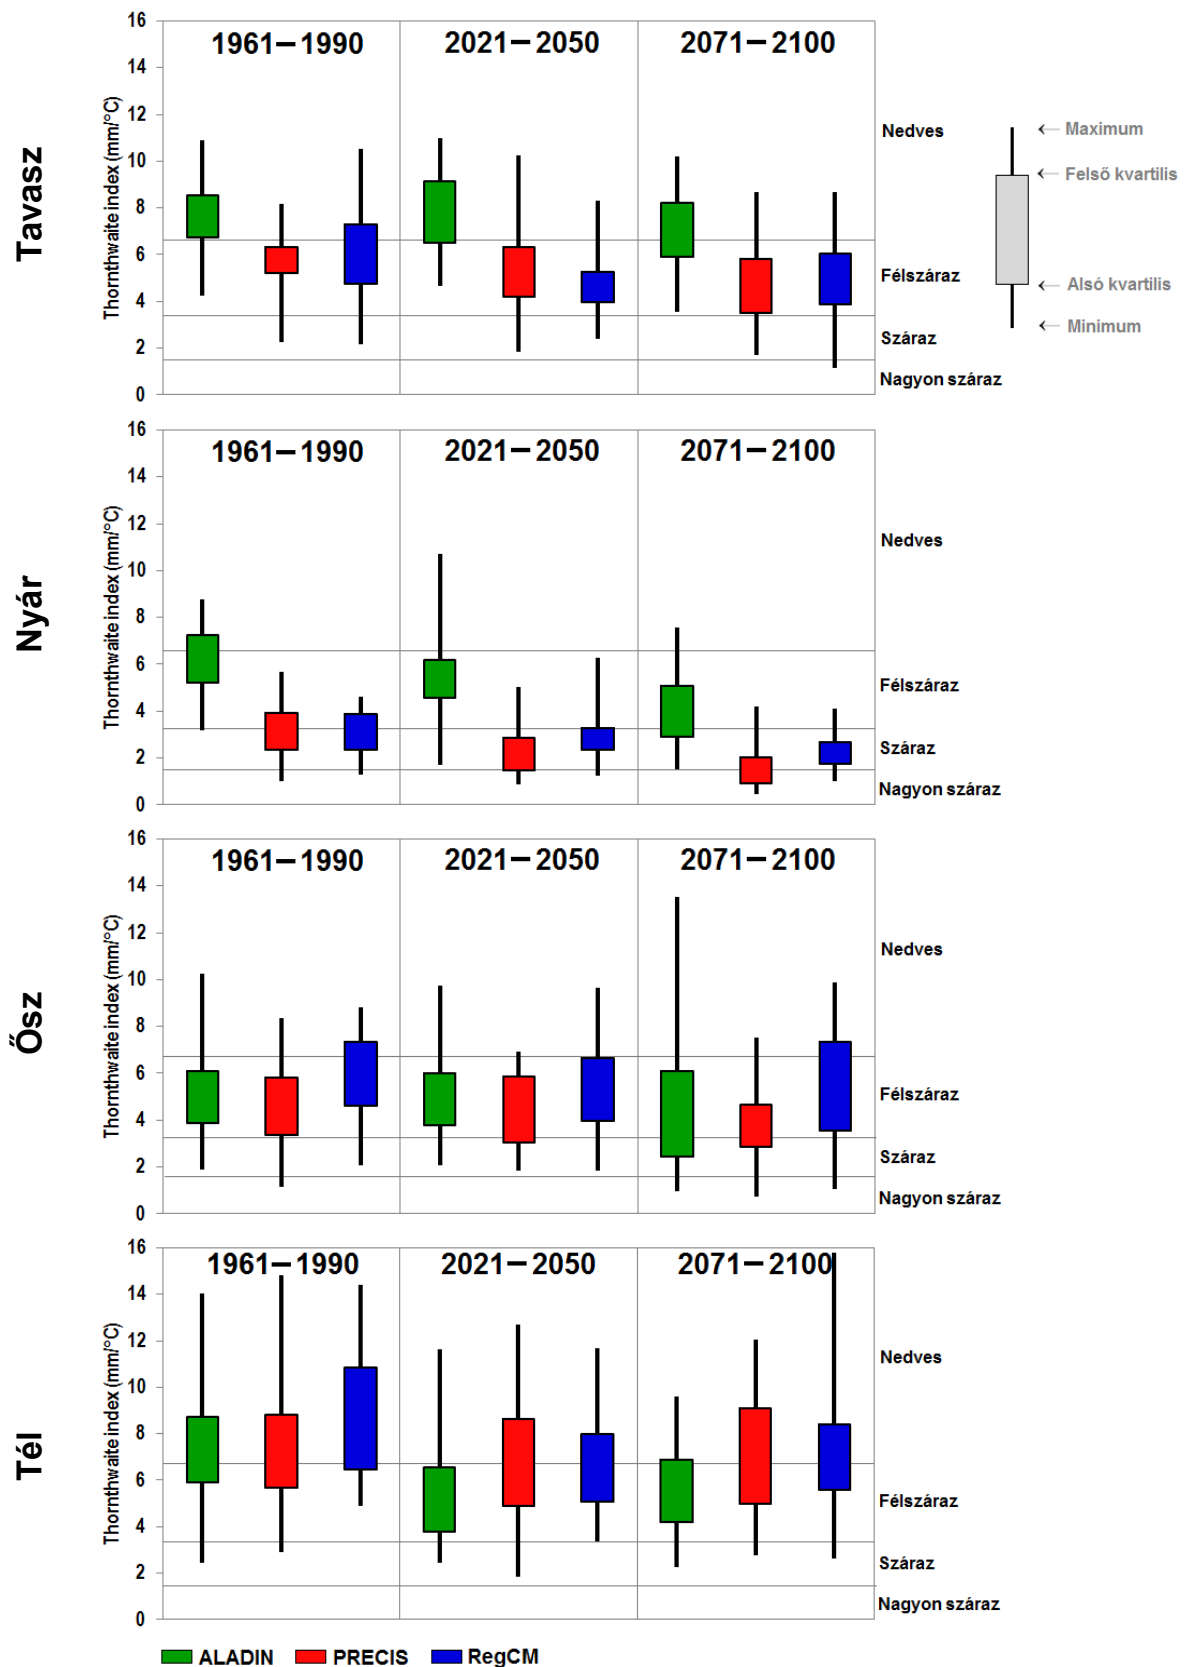 Tavasz
Thornthwaite index (mm/°C)
16
14
12
10
8
6
4
2
0
1961–1990
2021–2050
2071–2100
Nedves
Félszáraz
Száraz
Nagyon száraz
Maximum
Felső kvartilis
Alsó kvartilis
Minimum
Nyár
Thornthwaite index (mm/°C)
16
14
12
10
8
6
4
2
0
1961–1990
2021–2050
2071–2100
Nedves
Félszáraz
Száraz
Nagyon száraz
Ősz
Thornthwaite index (mm/°C)
16
14
12
10
8
6
4
2
0
1961–1990
2021–2050
2071–2100
Nedves
Félszáraz
Száraz
Nagyon száraz
Tél
Thornthwaite index (mm/°C)
16
14
12
10
8
6
4
2
0
1961–1990
2021–2050
2071–2100
Nedves
Félszáraz
Száraz
Nagyon száraz
ALADIN PRECIS RegCM